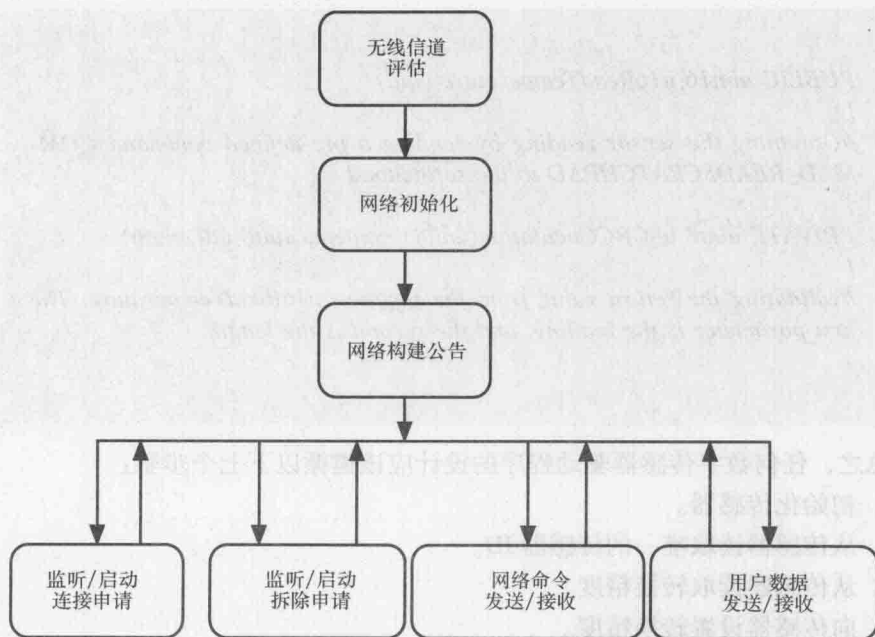 无线信道
评估
网络初始化
网络构建公告
监听/启动
连接申请
监听/启动
拆除申请
网络命令
发送/接收
用户数据
发送/接收